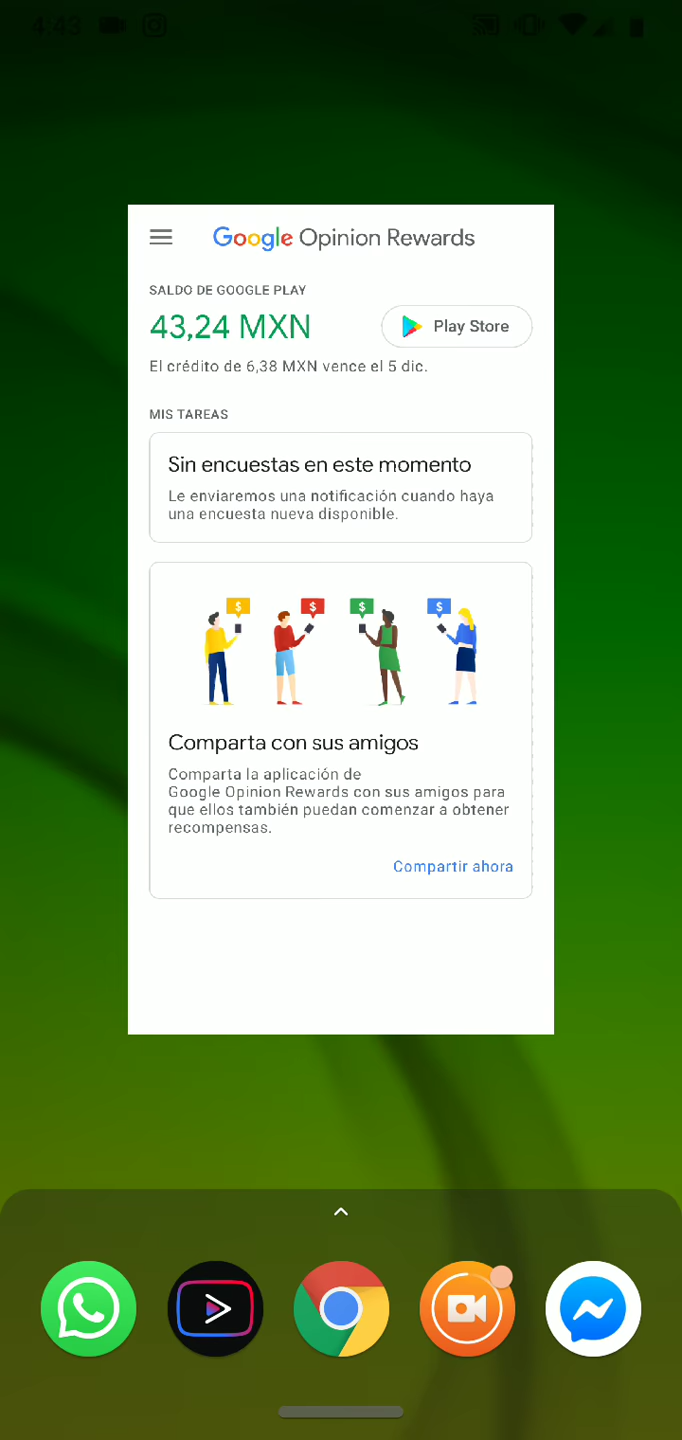 4:43
Google Opinion Rewards
SALDO DE GOOGLE PLAY
43,24 MXN
Play Store
El crédito de 6,38 MXN vence el 5 dic.
MIS TAREAS
Sin encuestas en este momento
Le enviaremos una notificación cuando haya
una encuesta nueva disponible.
$ $ $ $
Comparta con sus amigos
Comparta la aplicación de
Google Opinion Rewards con sus amigos para
que ellos también puedan comenzar a obtener
recompensas.
Compartir ahora